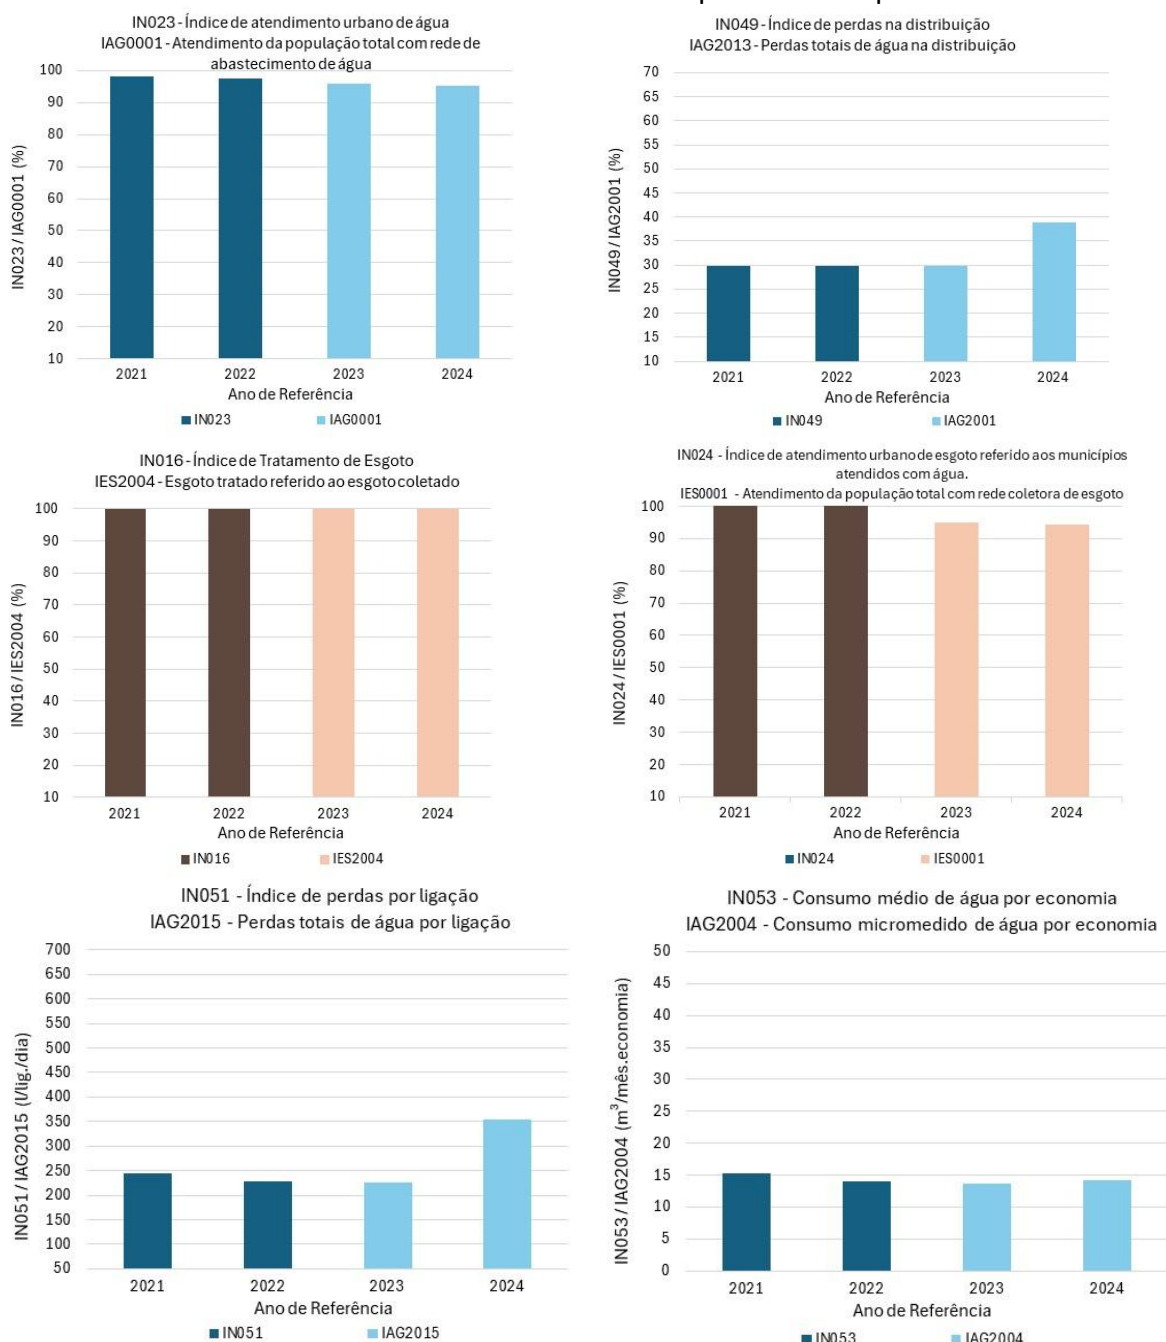 IN023 - Índice de atendimento urbano de água
IAG0001 - Atendimento da população total com rede de
abastecimento de água
IN023 / IAG0001 (%)
100
90
80
70
60
50
40
30
20
10
2021 2022 2023 2024
Ano de Referência
IN023 IAG0001
IN049 - Índice de perdas na distribuição
IAG2013 - Perdas totais de água na distribuição
IN049 / IAG2001 (%)
70
65
60
55
50
45
40
35
30
25
20
15
10
2021 2022 2023 2024
Ano de Referência
IN049 IAG2001
IN016 - Índice de Tratamento de Esgoto
IES2004 - Esgoto tratado referido ao esgoto coletado
IN016 / IES2004 (%)
100
90
80
70
60
50
40
30
20
10
2021 2022 2023 2024
Ano de Referência
IN016 IES2004
IN024 - Índice de atendimento urbano de esgoto referido aos municípios
atendidos com água.
IES0001 - Atendimento da população total com rede coletora de esgoto
IN024 / IES0001 (%)
100
90
80
70
60
50
40
30
20
10
2021 2022 2023 2024
Ano de Referência
IN024 IES0001
IN051 - Índice de perdas por ligação
IAG2015 - Perdas totais de água por ligação
IN051 / IAG2015 (l/lig./dia)
700
650
600
550
500
450
400
350
300
250
200
150
100
50
2021 2022 2023 2024
Ano de Referência
IN051 IAG2015
IN053 - Consumo médio de água por economia
IAG2004 - Consumo micromedido de água por economia
IN053 / IAG2004 (m³/mês.economia)
50
45
40
35
30
25
20
15
10
5
0
2021 2022 2023 2024
Ano de Referência
IN053 IAG2004